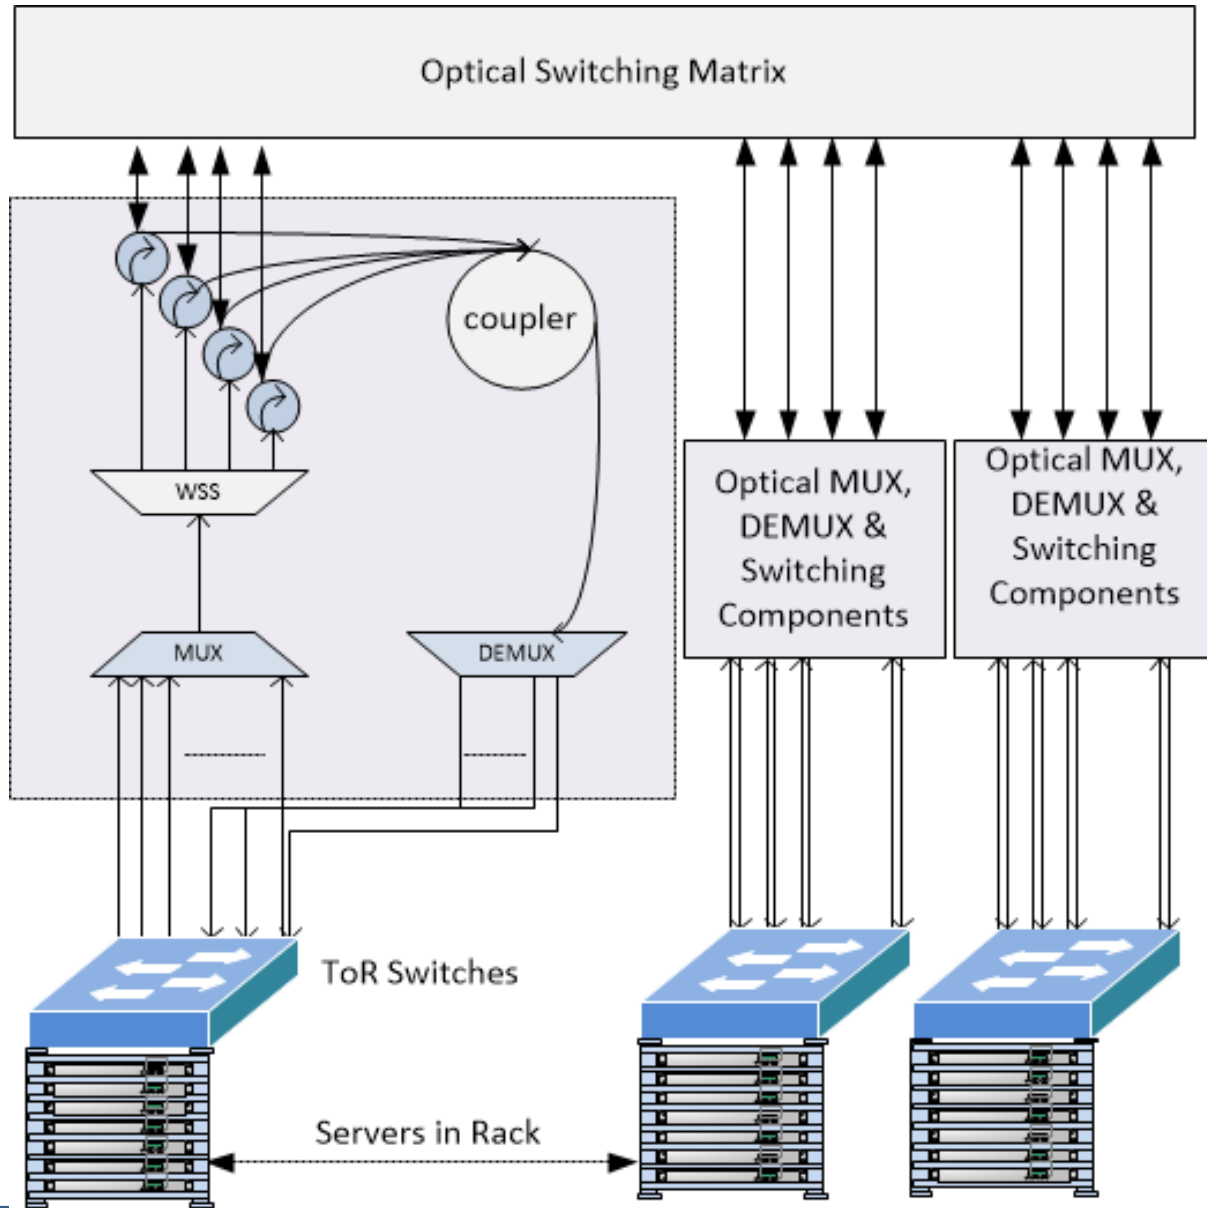 Optical Switching Matrix
coupler
WSS
MUX
DEMUX
Optical MUX,
DEMUX &
Switching
Components
Optical MUX,
DEMUX &
Switching
Components
ToR Switches
Servers in Rack